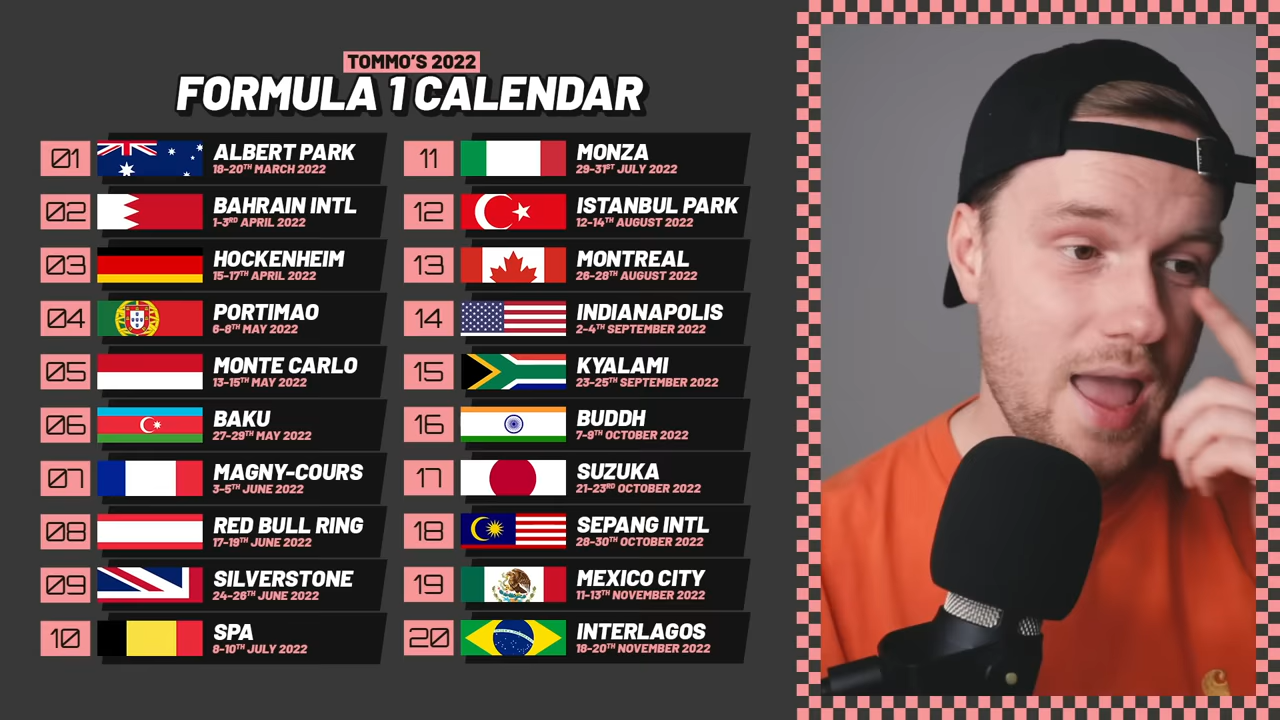 TOMMO'S 2022
FORMULA 1 CALENDAR
01
ALBERT PARK
18-20TH MARCH 2022
02
BAHRAIN INTL
1-3RD APRIL 2022
03
HOCKENHEIM
15-17TH APRIL 2022
04
PORTIMAO
6-8TH MAY 2022
05
MONTE CARLO
13-15TH MAY 2022
06
BAKU
27-29TH MAY 2022
07
MAGNY-COURS
3-5TH JUNE 2022
08
RED BULL RING
17-19TH JUNE 2022
09
SILVERSTONE
24-26TH JUNE 2022
10
SPA
8-10TH JULY 2022
11
MONZA
29-31ST JULY 2022
12
ISTANBUL PARK
12-14TH AUGUST 2022
13
MONTREAL
26-28TH AUGUST 2022
14
INDIANAPOLIS
2-4TH SEPTEMBER 2022
15
KYALAMI
23-25TH SEPTEMBER 2022
16
BUDDH
7-9TH OCTOBER 2022
17
SUZUKA
21-23RD OCTOBER 2022
18
SEPANG INTL
28-30TH OCTOBER 2022
19
MEXICO CITY
11-13TH NOVEMBER 2022
20
INTERLAGOS
18-20TH NOVEMBER 2022